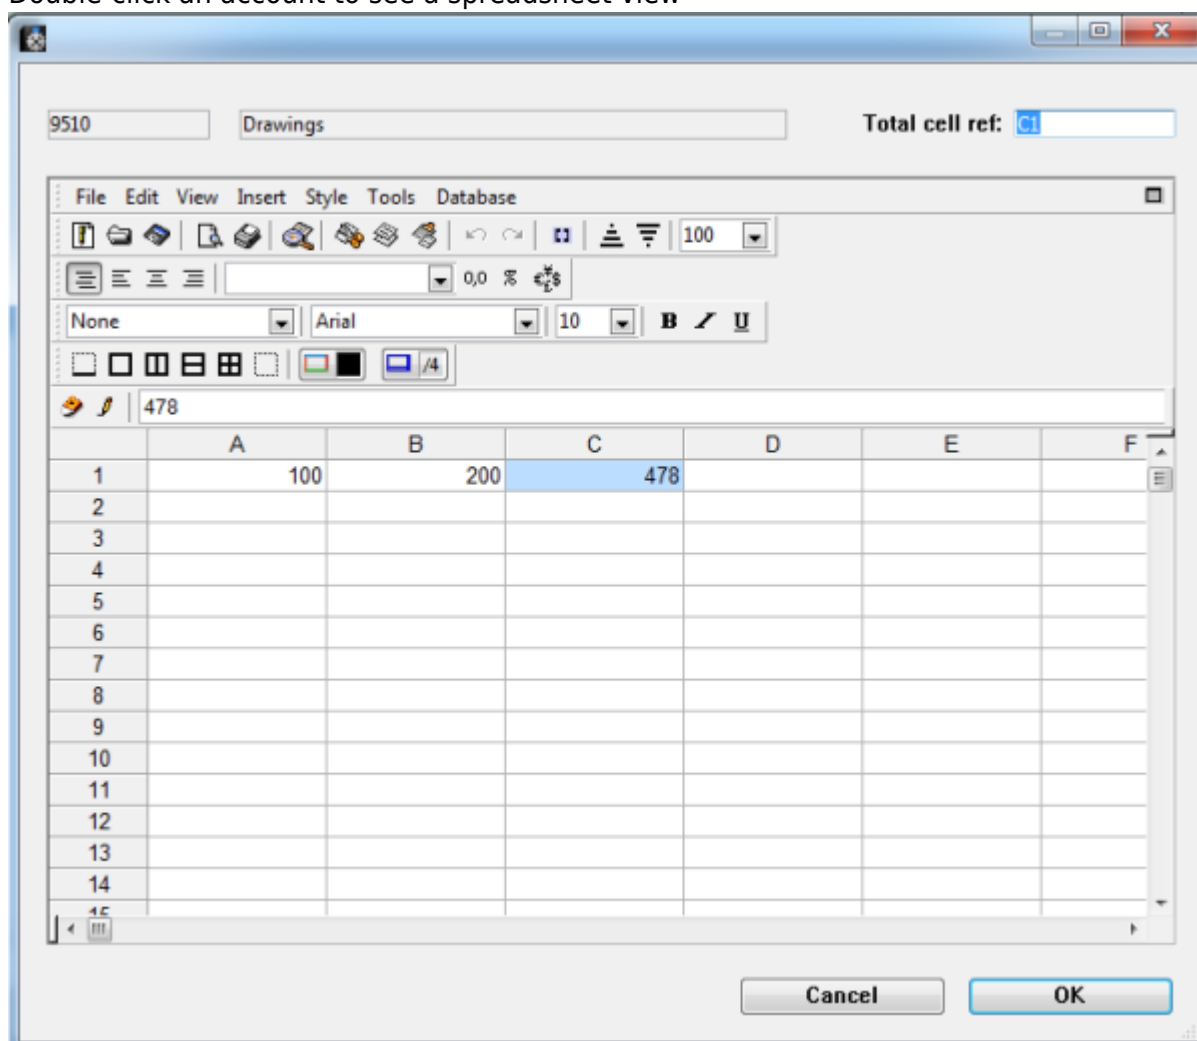 Double-click an account to see a spreadsheet view
9510 Drawings Total cell ref: C1
File Edit View Insert Style Tools Database
100
0,0 %
None Arial 10 B I U
/4
478
A B C D E F
1 100 200 478
2
3
4
5
6
7
8
9
10
11
12
13
14
15
Cancel OK